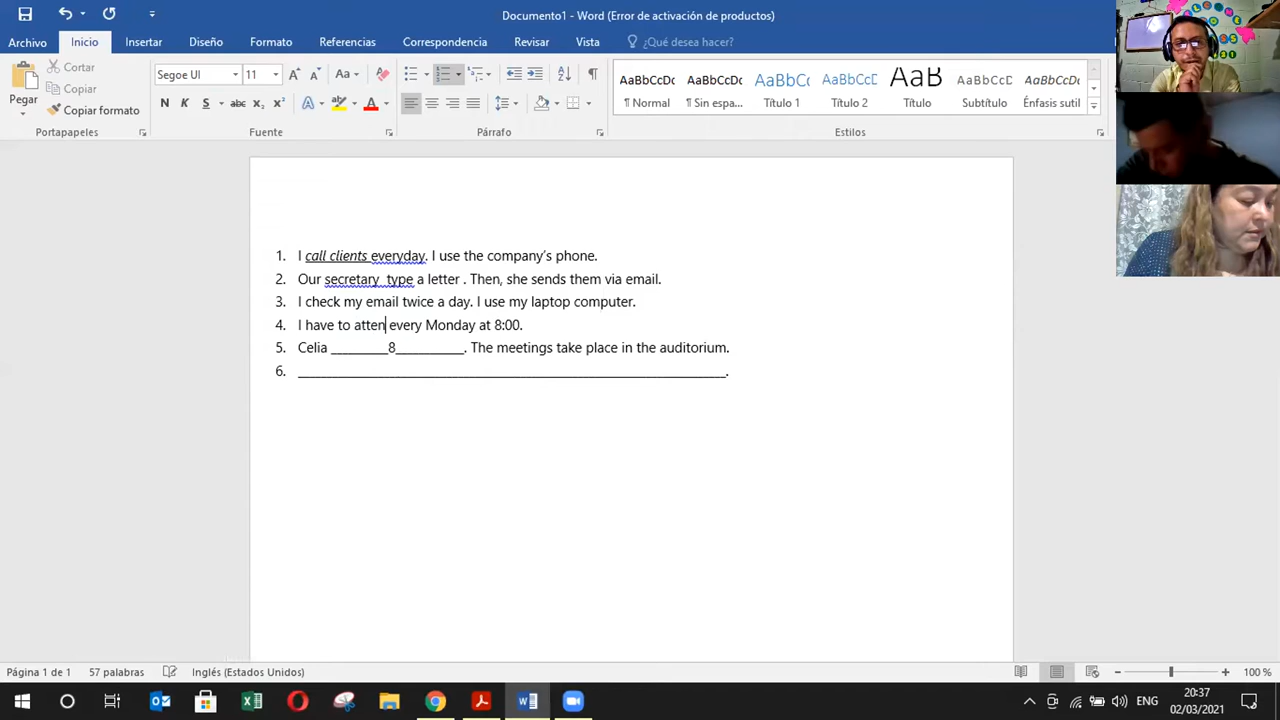 Documento1 - Word (Error de activación de productos)
Archivo Inicio Insertar Diseño Formato Referencias Correspondencia Revisar Vista ¿Qué desea hacer?
Pegar
Cortar
Copiar
Copiar formato
Segoe UI 11
N K S abc
AaBbCcDc AaBbCcDc AaBbCcD AaBbCcD AaB AaBbCcD AaBbCcDc
¶ Normal ¶ Sin espa... Título 1 Título 2 Título Subtítulo Énfasis sutil
Portapapeles Fuente Párrafo Estilos
1. I call clients everyday. I use the company's phone.
2. Our secretary type a letter . Then, she sends them via email.
3. I check my email twice a day. I use my laptop computer.
4. I have to atten every Monday at 8:00.
5. Celia _________8___________. The meetings take place in the auditorium.
6. _______________________________________________________________.
Página 1 de 1 57 palabras Inglés (Estados Unidos) 100 %
ENG 20:37
02/03/2021